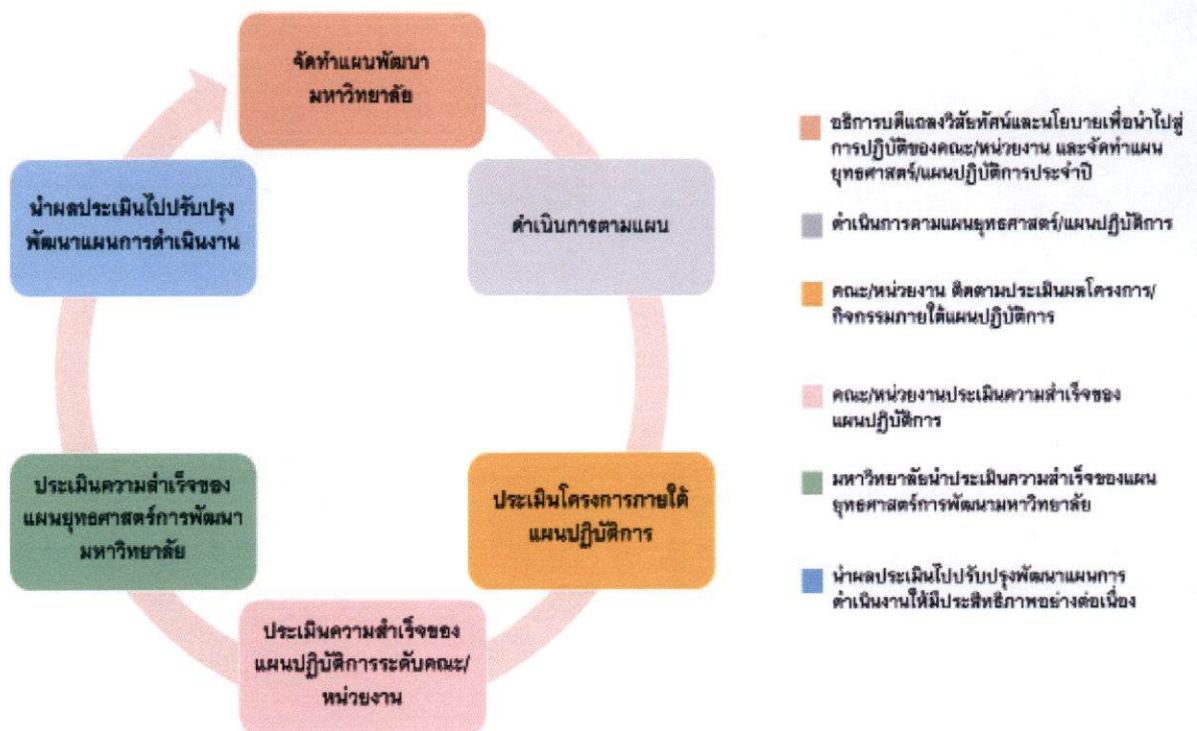 จัดทำแผนพัฒนา
มหาวิทยาลัย
ดำเนินการตามแผน
ประเมินโครงการภายใต้
แผนปฏิบัติการ
ประเมินความสำเร็จของ
แผนปฏิบัติการระดับคณะ/
หน่วยงาน
ประเมินความสำเร็จของ
แผนยุทธศาสตร์การพัฒนา
มหาวิทยาลัย
นำผลประเมินไปปรับปรุง
พัฒนาแผนการดำเนินงาน
อธิการบดีแถลงวิสัยทัศน์และนโยบายเพื่อนำไปสู่
การปฏิบัติของคณะ/หน่วยงาน และจัดทำแผน
ยุทธศาสตร์/แผนปฏิบัติการประจำปี
ดำเนินการตามแผนยุทธศาสตร์/แผนปฏิบัติการ
คณะ/หน่วยงาน ติดตามประเมินผลโครงการ/
กิจกรรมภายใต้แผนปฏิบัติการ
คณะ/หน่วยงานประเมินความสำเร็จของ
แผนปฏิบัติการ
มหาวิทยาลัยนำประเมินความสำเร็จของแผน
ยุทธศาสตร์การพัฒนามหาวิทยาลัย
นำผลประเมินไปปรับปรุงพัฒนาแผนการ
ดำเนินงานให้มีประสิทธิภาพอย่างต่อเนื่อง